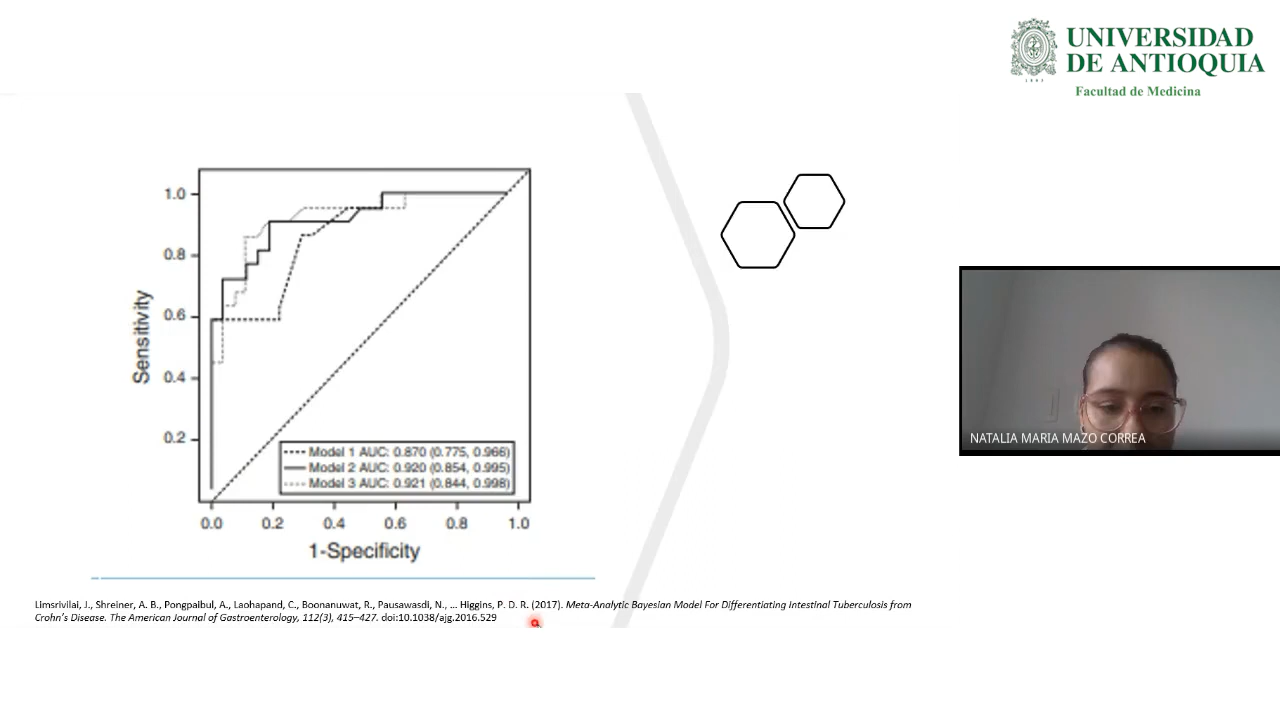 UNIVERSIDAD
DE ANTIOQUIA
1803
Facultad de Medicina
1.0
0.8
0.6
0.4
0.2
Sensitivity
Model 1 AUC: 0.870 (0.775, 0.966)
Model 2 AUC: 0.920 (0.854, 0.995)
Model 3 AUC: 0.921 (0.844, 0.998)
0.0 0.2 0.4 0.6 0.8 1.0
1-Specificity
NATALIA MARIA MAZO CORREA
Limsrivilai, J., Shreiner, A. B., Pongpaibul, A., Laohapand, C., Boonanuwat, R., Pausawasdi, N., … Higgins, P. D. R. (2017). Meta-Analytic Bayesian Model For Differentiating Intestinal Tuberculosis from
Crohn's Disease. The American Journal of Gastroenterology, 112(3), 415–427. doi:10.1038/ajg.2016.529